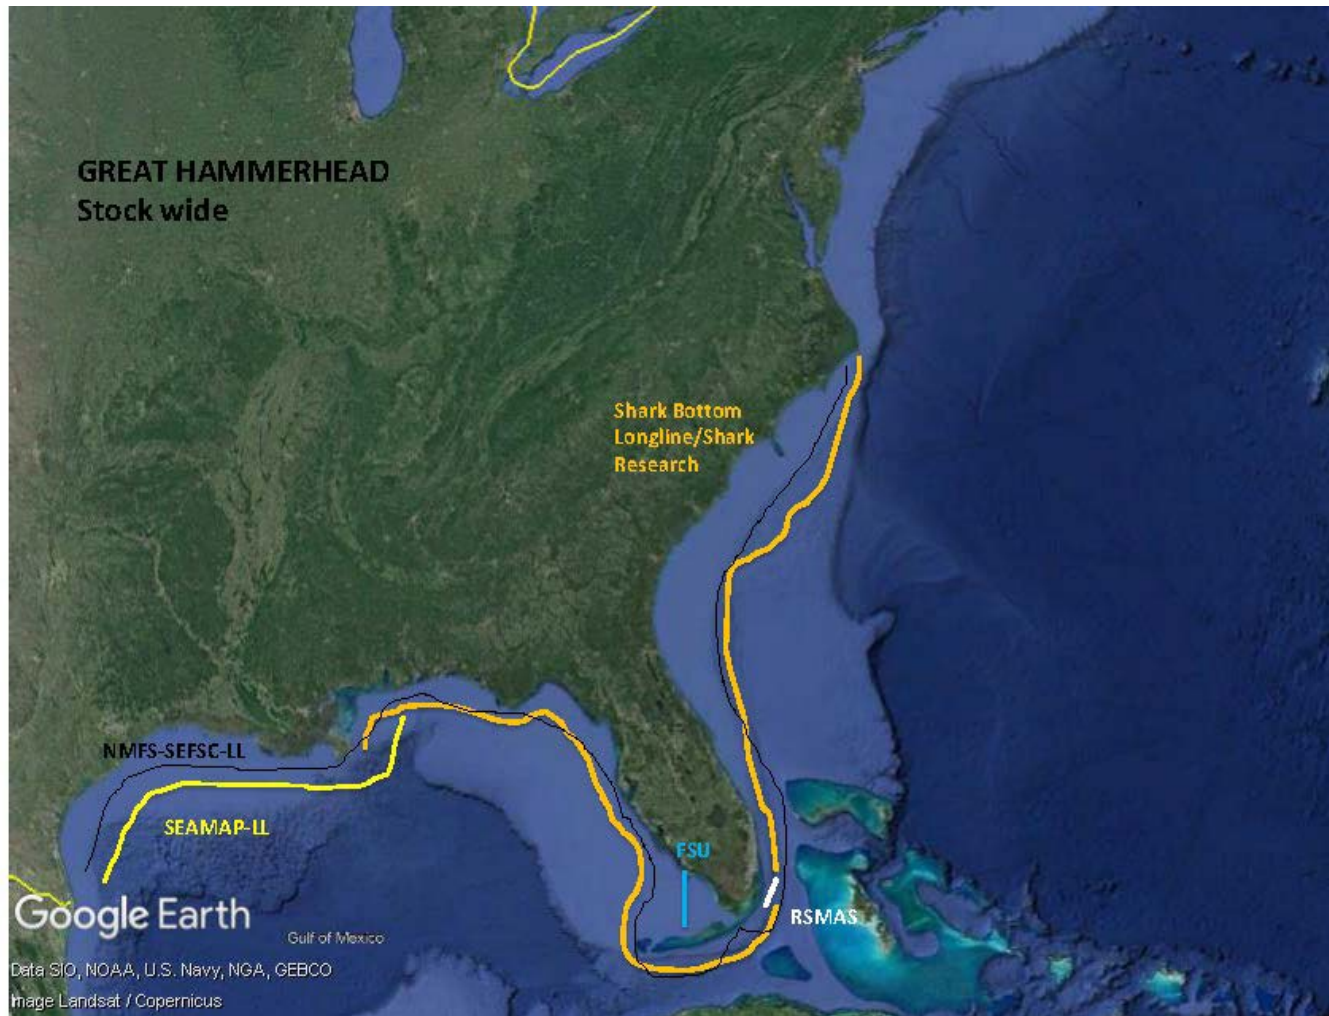 GREAT HAMMERHEAD
Stock wide
Shark Bottom
Longline/Shark
Research
NMFS-SEFSC-LL
SEAMAP-LL
FSU
RSMAS
Google Earth
Gulf of Mexico
Data SIO, NOAA, U.S. Navy, NGA, GEBCO
Image Landsat / Copernicus